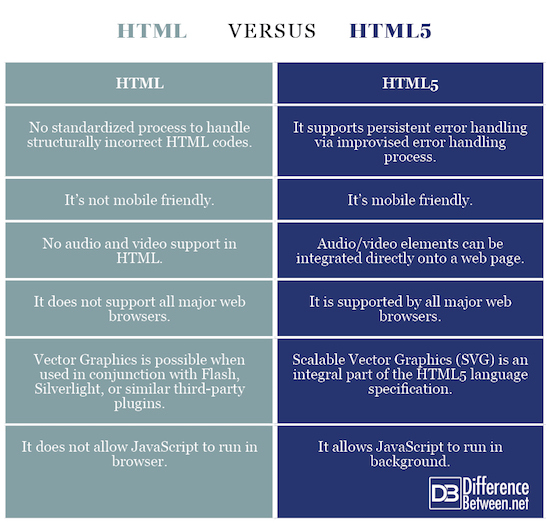 HTML VERSUS HTML5
HTML
HTML5
No standardized process to handle
structurally incorrect HTML codes.
It supports persistent error handling
via improvised error handling
process.
It's not mobile friendly.
It's mobile friendly.
No audio and video support in
HTML.
Audio/video elements can be
integrated directly onto a web page.
It does not support all major web
browsers.
It is supported by all major web
browsers.
Vector Graphics is possible when
used in conjunction with Flash,
Silverlight, or similar third-party
plugins.
Scalable Vector Graphics (SVG) is an
integral part of the HTML5 language
specification.
It does not allow JavaScript to run in
browser.
It allows JavaScript to run in
background.
DB Difference
Between.net